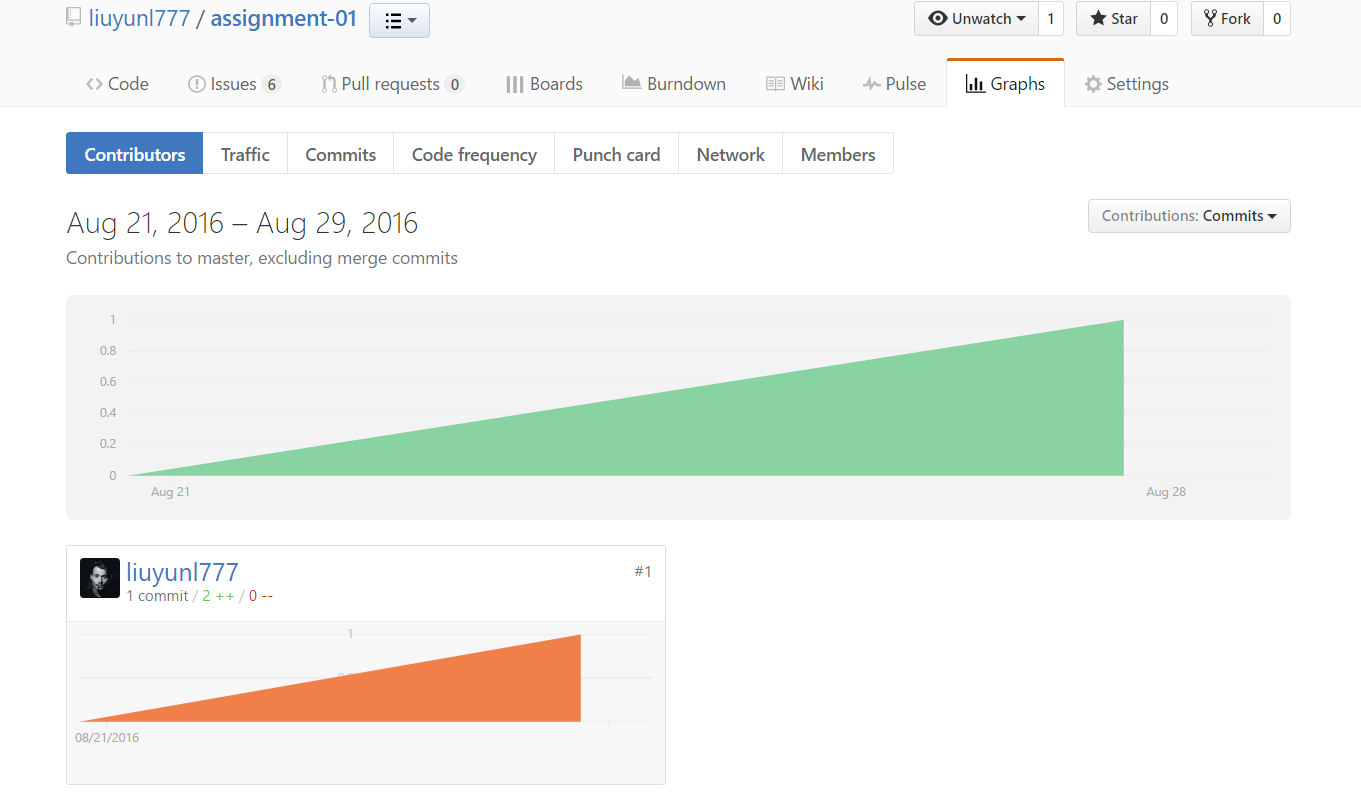 liuyunl777 / assignment-01
Unwatch 1 Star 0 Fork 0
Code Issues 6 Pull requests 0 Boards Burndown Wiki Pulse Graphs Settings
Contributors Traffic Commits Code frequency Punch card Network Members
Aug 21, 2016 – Aug 29, 2016
Contributions: Commits
Contributions to master, excluding merge commits
1
0.8
0.6
0.4
0.2
0
Aug 21 Aug 28
liuyunl777 #1
1 commit / 2 ++ / 0 --
1
08/21/2016